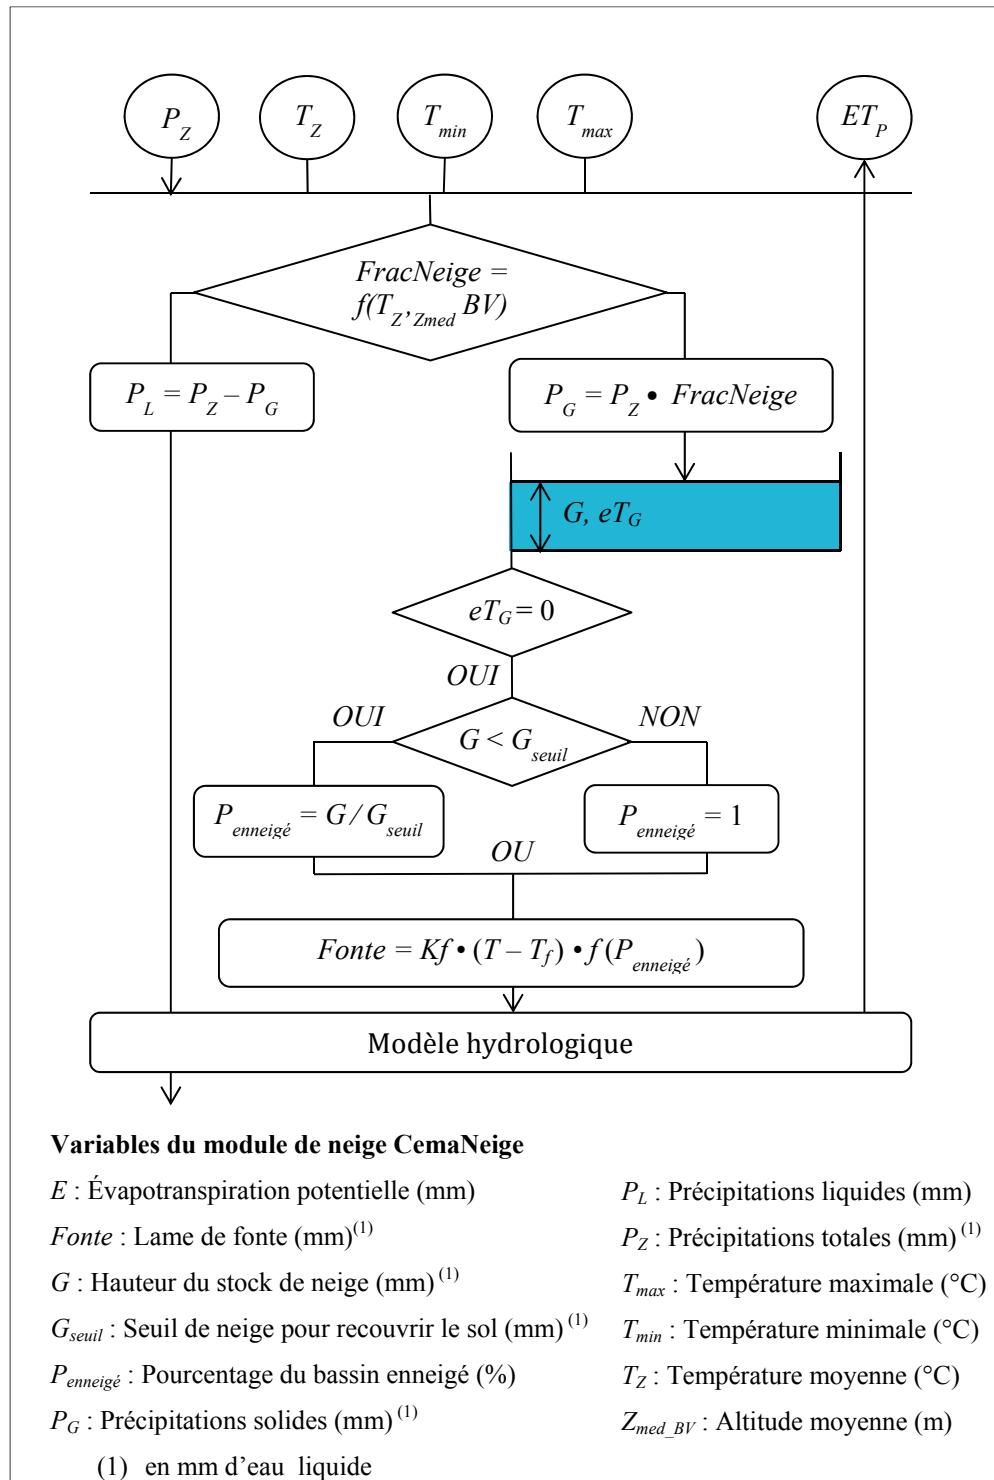 P_Z T_Z T_min T_max ET_P
FracNeige =
f(T_Z, Zmed BV)
P_L = P_Z – P_G
P_G = P_Z • FracNeige
G, eT_G
eT_G = 0
OUI
OUI
NON
G < G_seuil
P_enneigé = G / G_seuil
P_enneigé = 1
OU
Fonte = Kf • (T – T_f) • f (P_enneigé)
Modèle hydrologique
Variables du module de neige CemaNeige
E : Évapotranspiration potentielle (mm)
Fonte : Lame de fonte (mm)(1)
G : Hauteur du stock de neige (mm) (1)
G_seuil : Seuil de neige pour recouvrir le sol (mm) (1)
P_enneigé : Pourcentage du bassin enneigé (%)
P_G : Précipitations solides (mm) (1)
(1) en mm d'eau liquide
P_L : Précipitations liquides (mm)
P_Z : Précipitations totales (mm) (1)
T_max : Température maximale (°C)
T_min : Température minimale (°C)
T_Z : Température moyenne (°C)
Z_med_BV : Altitude moyenne (m)